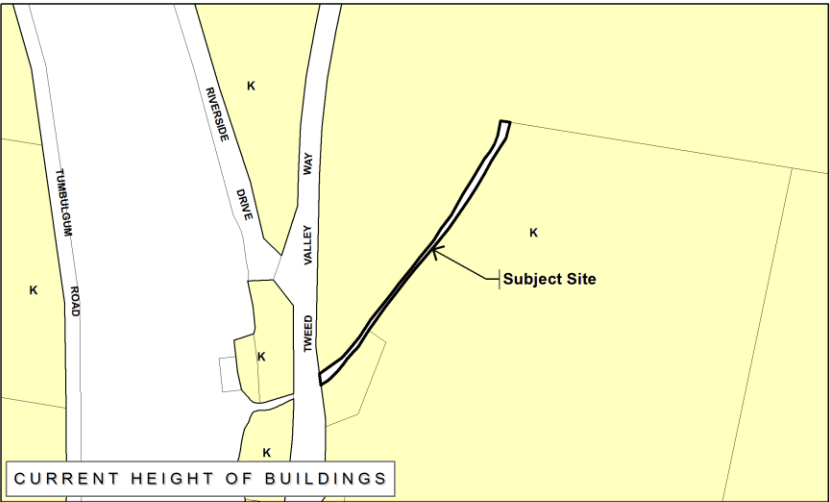 K
RIVERSIDE
DRIVE
TUMBULGUM
ROAD
WAY
VALLEY
TWEED
K
Subject Site
K
K
K
CURRENT HEIGHT OF BUILDINGS